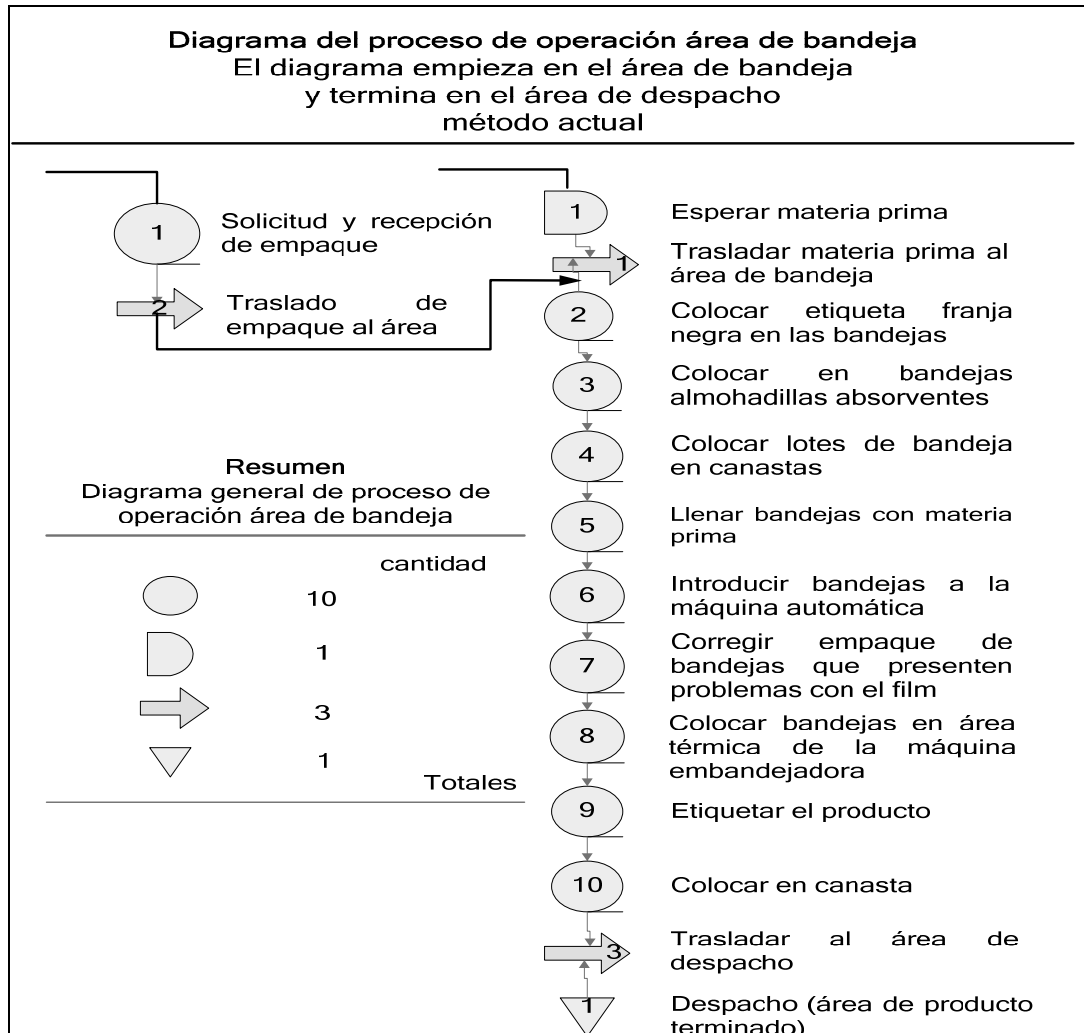 Diagrama del proceso de operación área de bandeja
El diagrama empieza en el área de bandeja
y termina en el área de despacho
método actual
1
Solicitud y recepción
de empaque
2
Traslado de
empaque al área
1
Esperar materia prima
1
Trasladar materia prima al
área de bandeja
2
Colocar etiqueta franja
negra en las bandejas
3
Colocar en bandejas
almohadillas absorventes
4
Colocar lotes de bandeja
en canastas
5
Llenar bandejas con materia
prima
6
Introducir bandejas a la
máquina automática
7
Corregir empaque de
bandejas que presenten
problemas con el film
8
Colocar bandejas en área
térmica de la máquina
embandejadora
9
Etiquetar el producto
10
Colocar en canasta
3
Trasladar al área de
despacho
1
Despacho (área de producto
terminado)
Resumen
Diagrama general de proceso de
operación área de bandeja
cantidad
10
1
3
1
Totales